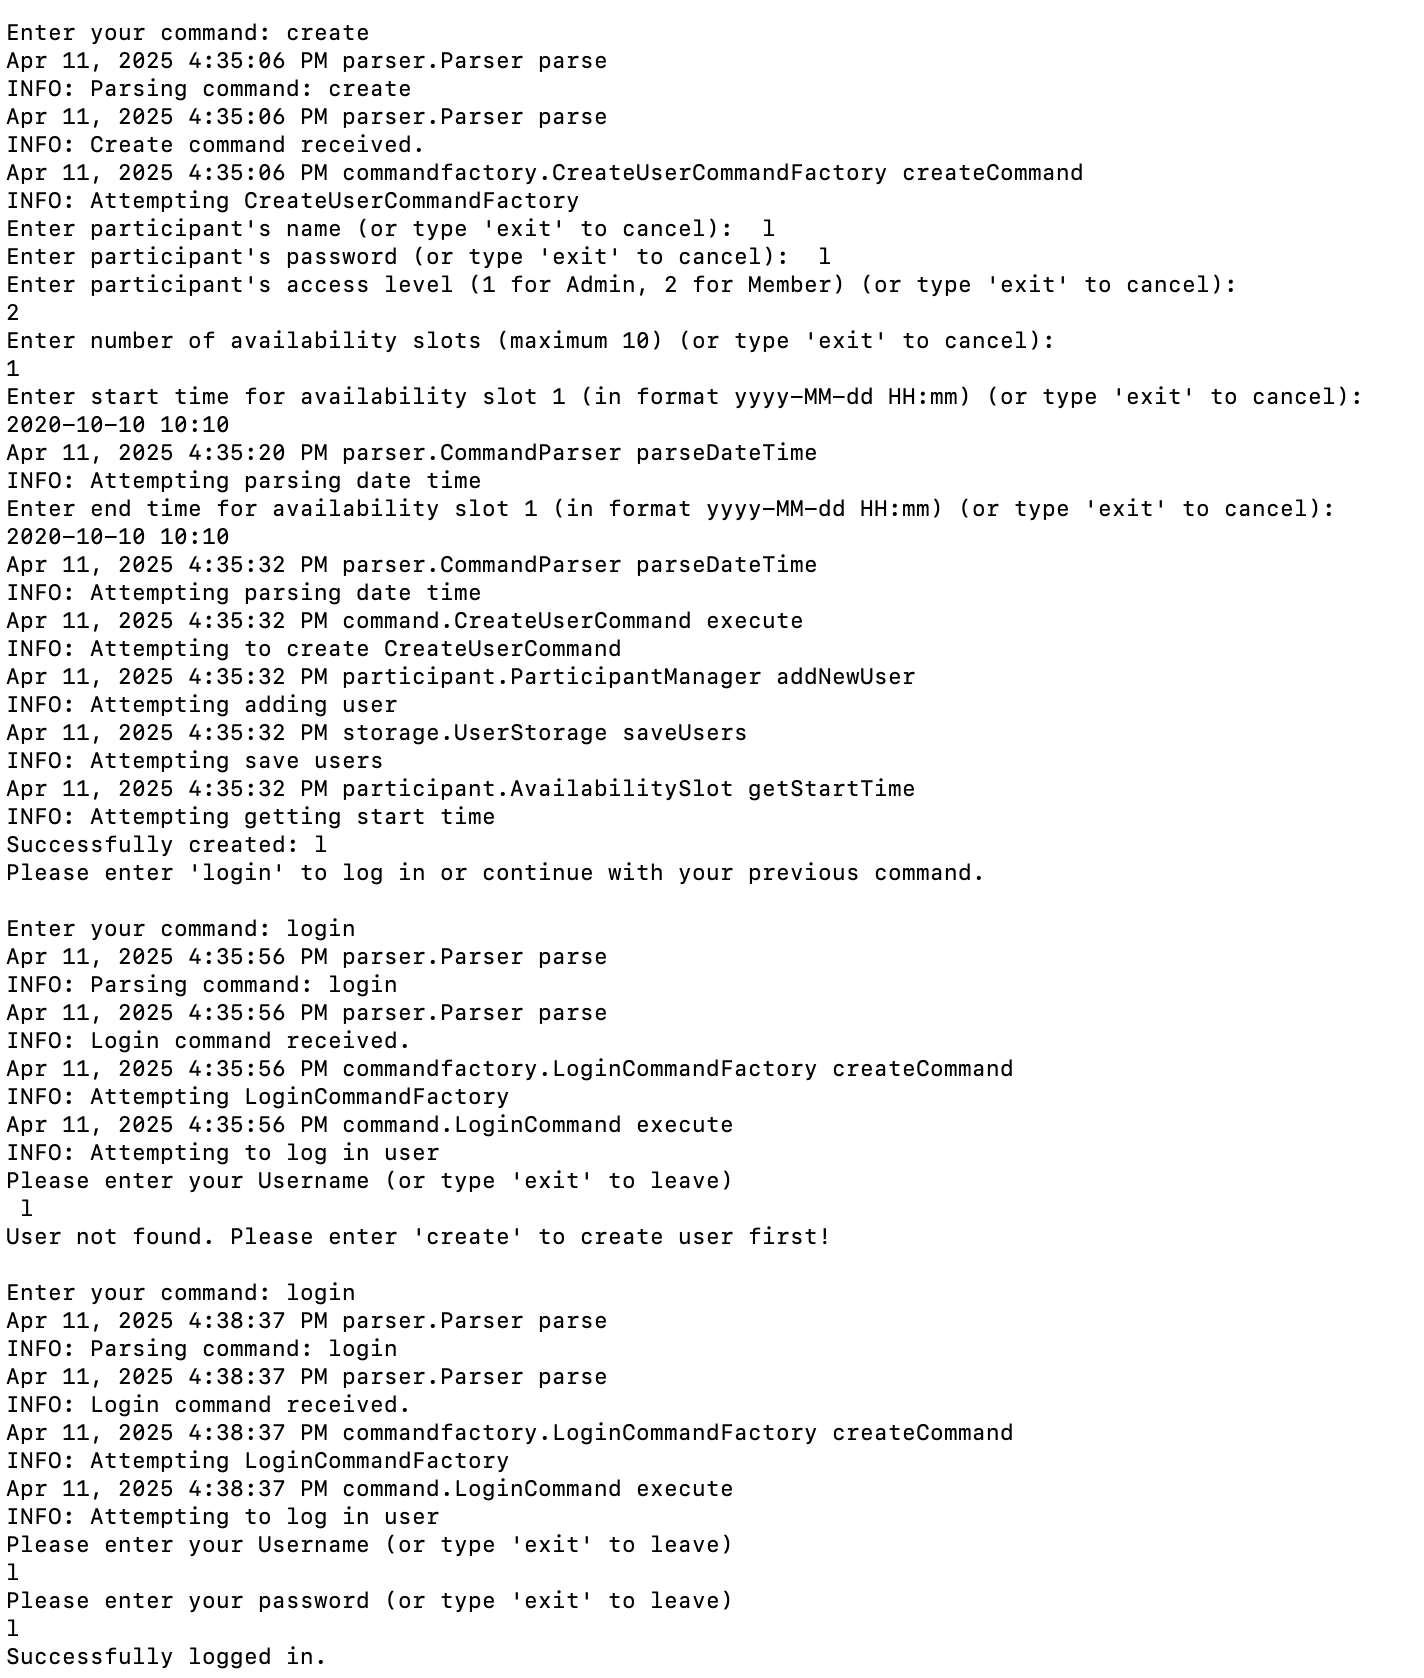 Enter your command: create
Apr 11, 2025 4:35:06 PM parser.Parser parse
INFO: Parsing command: create
Apr 11, 2025 4:35:06 PM parser.Parser parse
INFO: Create command received.
Apr 11, 2025 4:35:06 PM commandfactory.CreateUserCommandFactory createCommand
INFO: Attempting CreateUserCommandFactory
Enter participant's name (or type 'exit' to cancel):  l
Enter participant's password (or type 'exit' to cancel):  l
Enter participant's access level (1 for Admin, 2 for Member) (or type 'exit' to cancel):
2
Enter number of availability slots (maximum 10) (or type 'exit' to cancel):
1
Enter start time for availability slot 1 (in format yyyy-MM-dd HH:mm) (or type 'exit' to cancel):
2020-10-10 10:10
Apr 11, 2025 4:35:20 PM parser.CommandParser parseDateTime
INFO: Attempting parsing date time
Enter end time for availability slot 1 (in format yyyy-MM-dd HH:mm) (or type 'exit' to cancel):
2020-10-10 10:10
Apr 11, 2025 4:35:32 PM parser.CommandParser parseDateTime
INFO: Attempting parsing date time
Apr 11, 2025 4:35:32 PM command.CreateUserCommand execute
INFO: Attempting to create CreateUserCommand
Apr 11, 2025 4:35:32 PM participant.ParticipantManager addNewUser
INFO: Attempting adding user
Apr 11, 2025 4:35:32 PM storage.UserStorage saveUsers
INFO: Attempting save users
Apr 11, 2025 4:35:32 PM participant.AvailabilitySlot getStartTime
INFO: Attempting getting start time
Successfully created: l
Please enter 'login' to log in or continue with your previous command.

Enter your command: login
Apr 11, 2025 4:35:56 PM parser.Parser parse
INFO: Parsing command: login
Apr 11, 2025 4:35:56 PM parser.Parser parse
INFO: Login command received.
Apr 11, 2025 4:35:56 PM commandfactory.LoginCommandFactory createCommand
INFO: Attempting LoginCommandFactory
Apr 11, 2025 4:35:56 PM command.LoginCommand execute
INFO: Attempting to log in user
Please enter your Username (or type 'exit' to leave)
 l
User not found. Please enter 'create' to create user first!

Enter your command: login
Apr 11, 2025 4:38:37 PM parser.Parser parse
INFO: Parsing command: login
Apr 11, 2025 4:38:37 PM parser.Parser parse
INFO: Login command received.
Apr 11, 2025 4:38:37 PM commandfactory.LoginCommandFactory createCommand
INFO: Attempting LoginCommandFactory
Apr 11, 2025 4:38:37 PM command.LoginCommand execute
INFO: Attempting to log in user
Please enter your Username (or type 'exit' to leave)
l
Please enter your password (or type 'exit' to leave)
l
Successfully logged in.